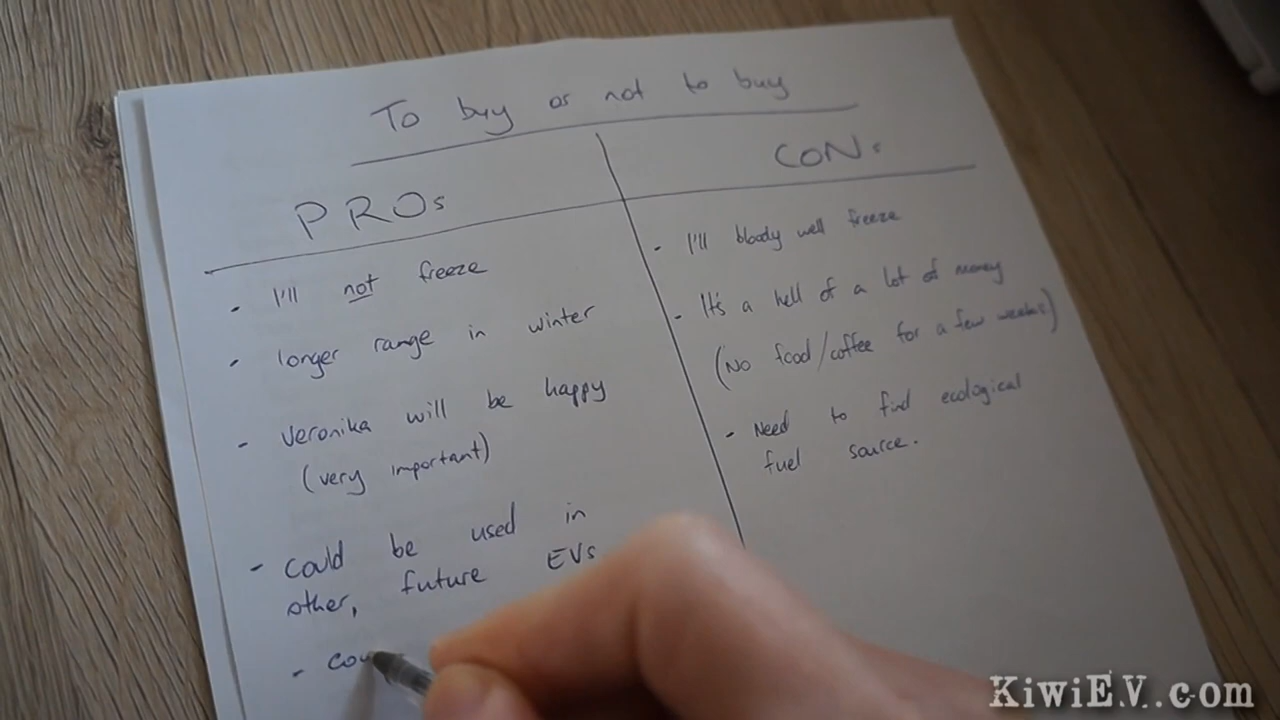 To buy or not to buy
PROs
I'll not freeze
longer range in winter
Veronika will be happy
(very important)
could be used in
other, future EVs
CONs
I'll bloody well freeze
It's a hell of a lot of money
(No food/coffee for a few weeks)
Need to find ecological
fuel source.
KiwiEV.com